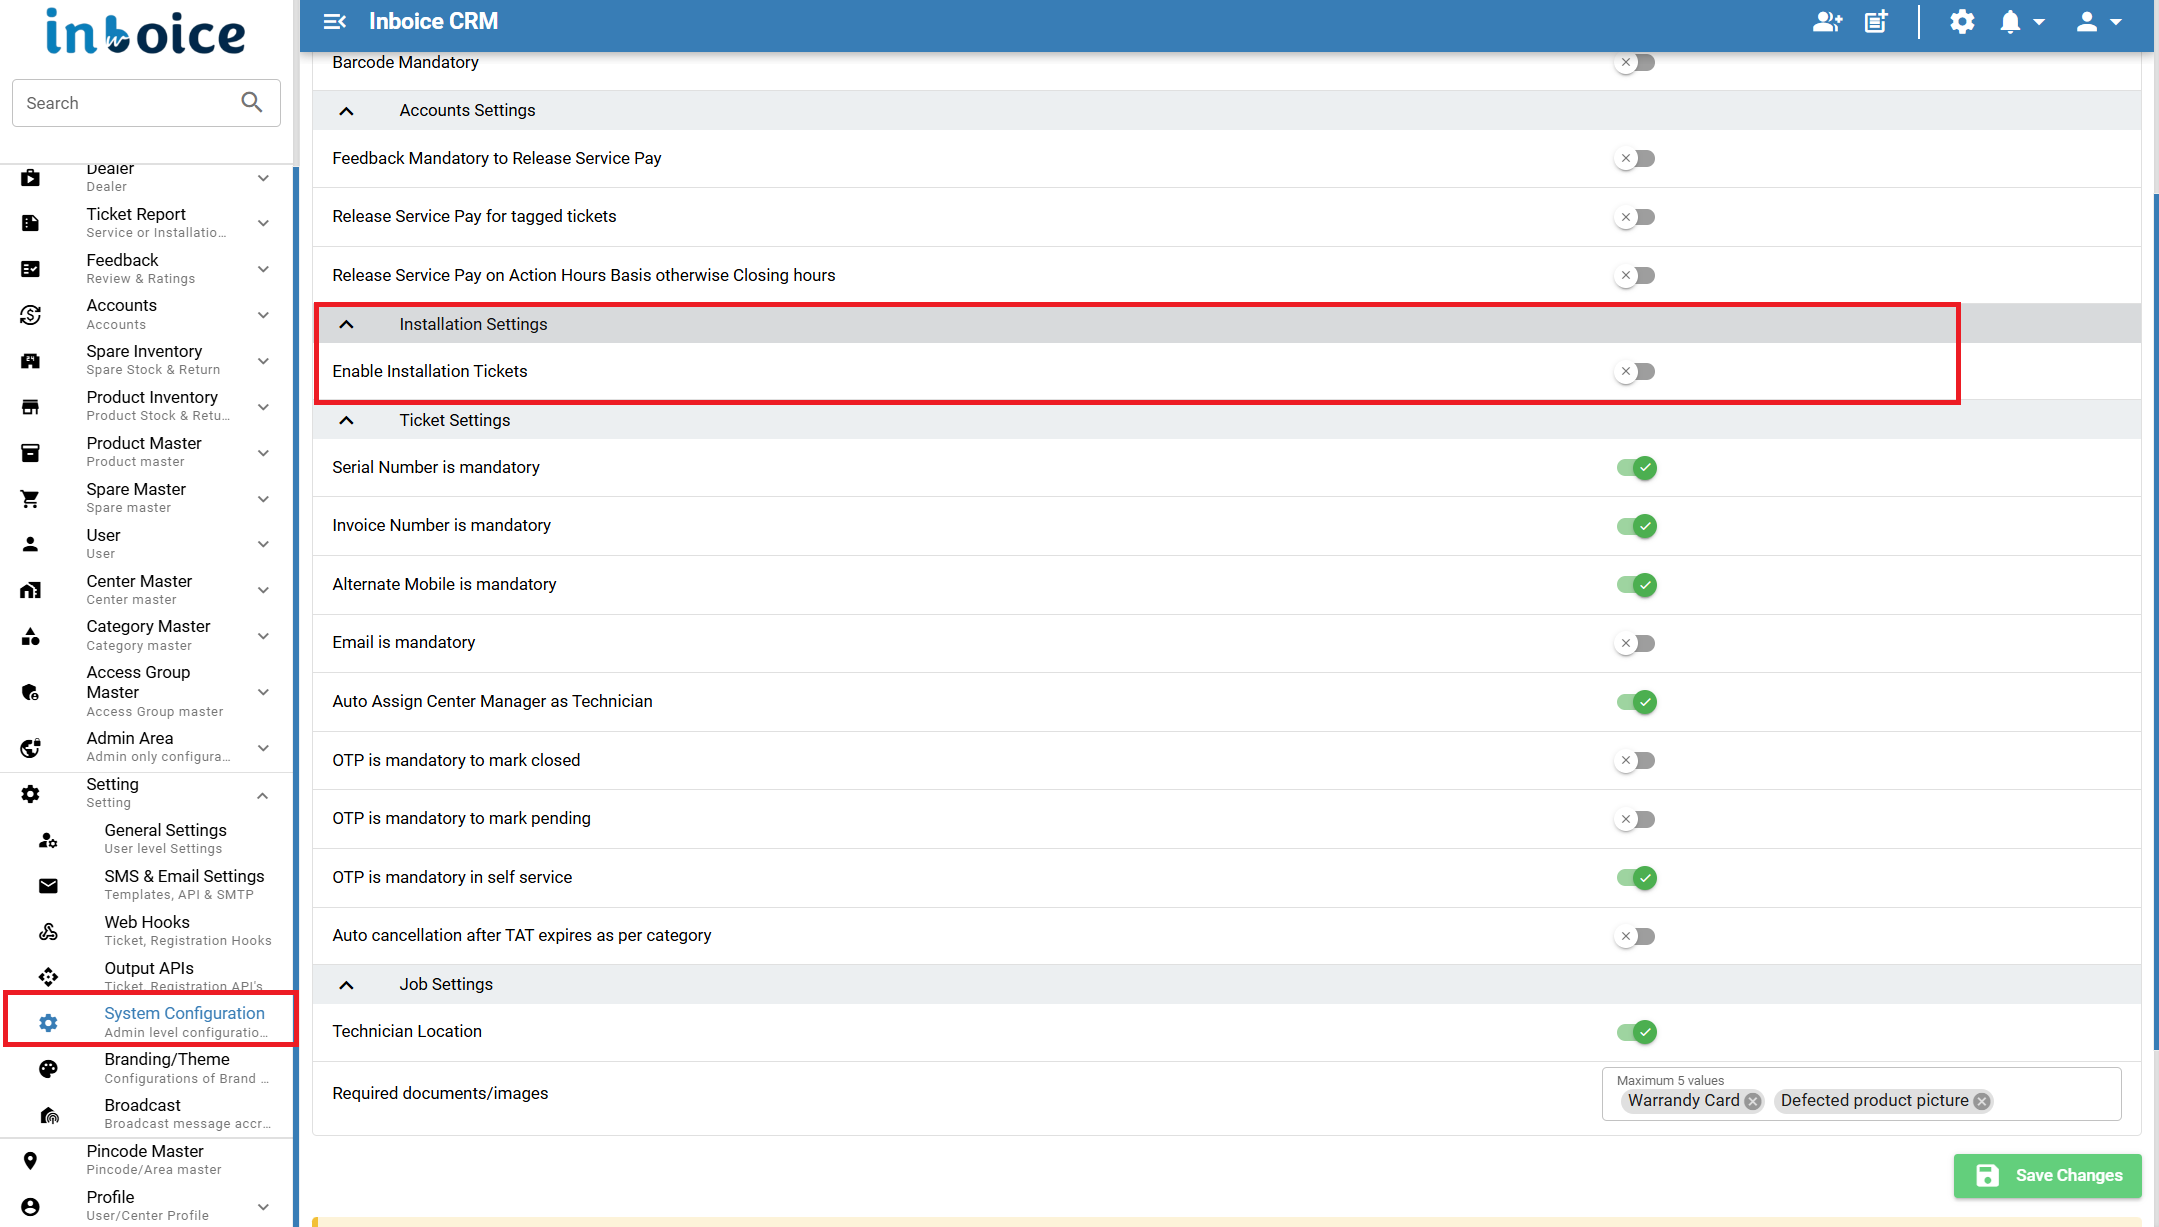 inboice
Search
Dealer
Dealer
Ticket Report
Service or Installatio...
Feedback
Review & Ratings
Accounts
Accounts
Spare Inventory
Spare Stock & Return
Product Inventory
Product Stock & Retu...
Product Master
Product master
Spare Master
Spare master
User
User
Center Master
Center master
Category Master
Category master
Access Group
Master
Access Group master
Admin Area
Admin only configura...
Setting
Setting
General Settings
User level Settings
SMS & Email Settings
Templates, API & SMTP
Web Hooks
Ticket, Registration Hooks
Output APIs
Ticket, Registration API's
System Configuration
Admin level configuratio...
Branding/Theme
Configurations of Brand ...
Broadcast
Broadcast message accr...
Pincode Master
Pincode/Area master
Profile
User/Center Profile
Inboice CRM
Barcode Mandatory
Accounts Settings
Feedback Mandatory to Release Service Pay
Release Service Pay for tagged tickets
Release Service Pay on Action Hours Basis otherwise Closing hours
Installation Settings
Enable Installation Tickets
Ticket Settings
Serial Number is mandatory
Invoice Number is mandatory
Alternate Mobile is mandatory
Email is mandatory
Auto Assign Center Manager as Technician
OTP is mandatory to mark closed
OTP is mandatory to mark pending
OTP is mandatory in self service
Auto cancellation after TAT expires as per category
Job Settings
Technician Location
Required documents/images
Maximum 5 values
Warrandy Card Defected product picture
Save Changes